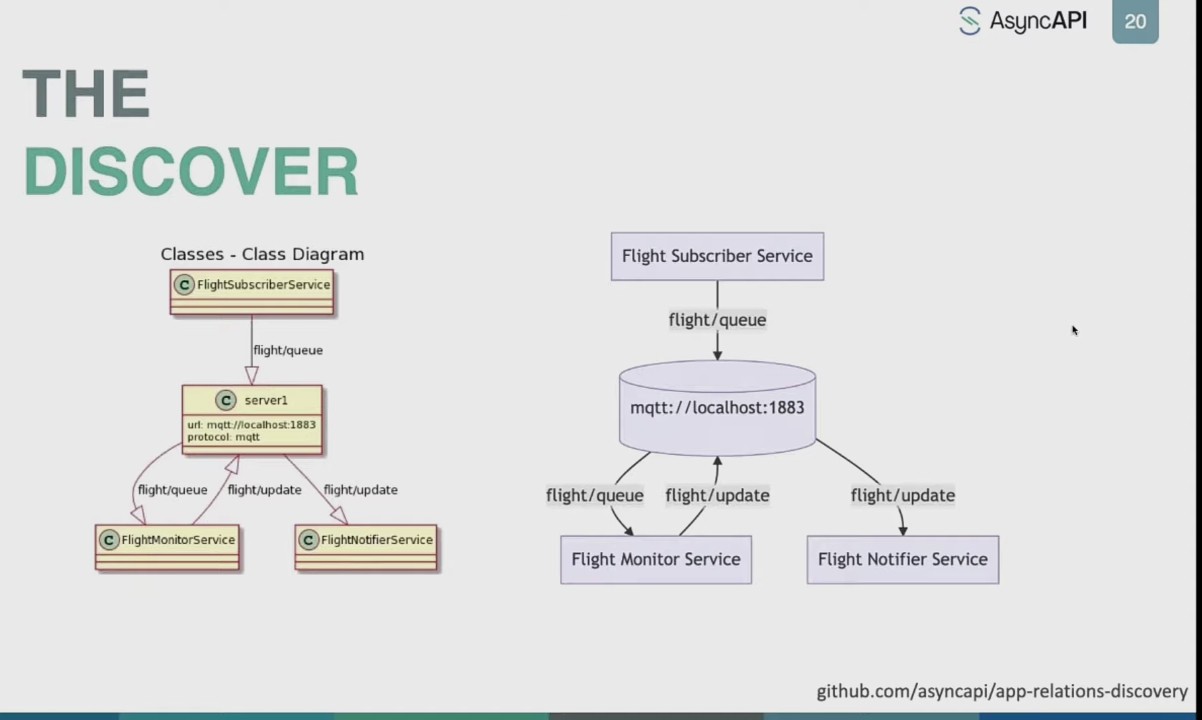 AsyncAPI
20
THE
DISCOVER
Classes - Class Diagram
C FlightSubscriberService
flight/queue
C server1
url: mqtt://localhost:1883
protocol: mqtt
flight/queue
flight/update
flight/update
C FlightMonitorService
C FlightNotifierService
Flight Subscriber Service
flight/queue
mqtt://localhost:1883
flight/queue
flight/update
flight/update
Flight Monitor Service
Flight Notifier Service
github.com/asyncapi/app-relations-discovery